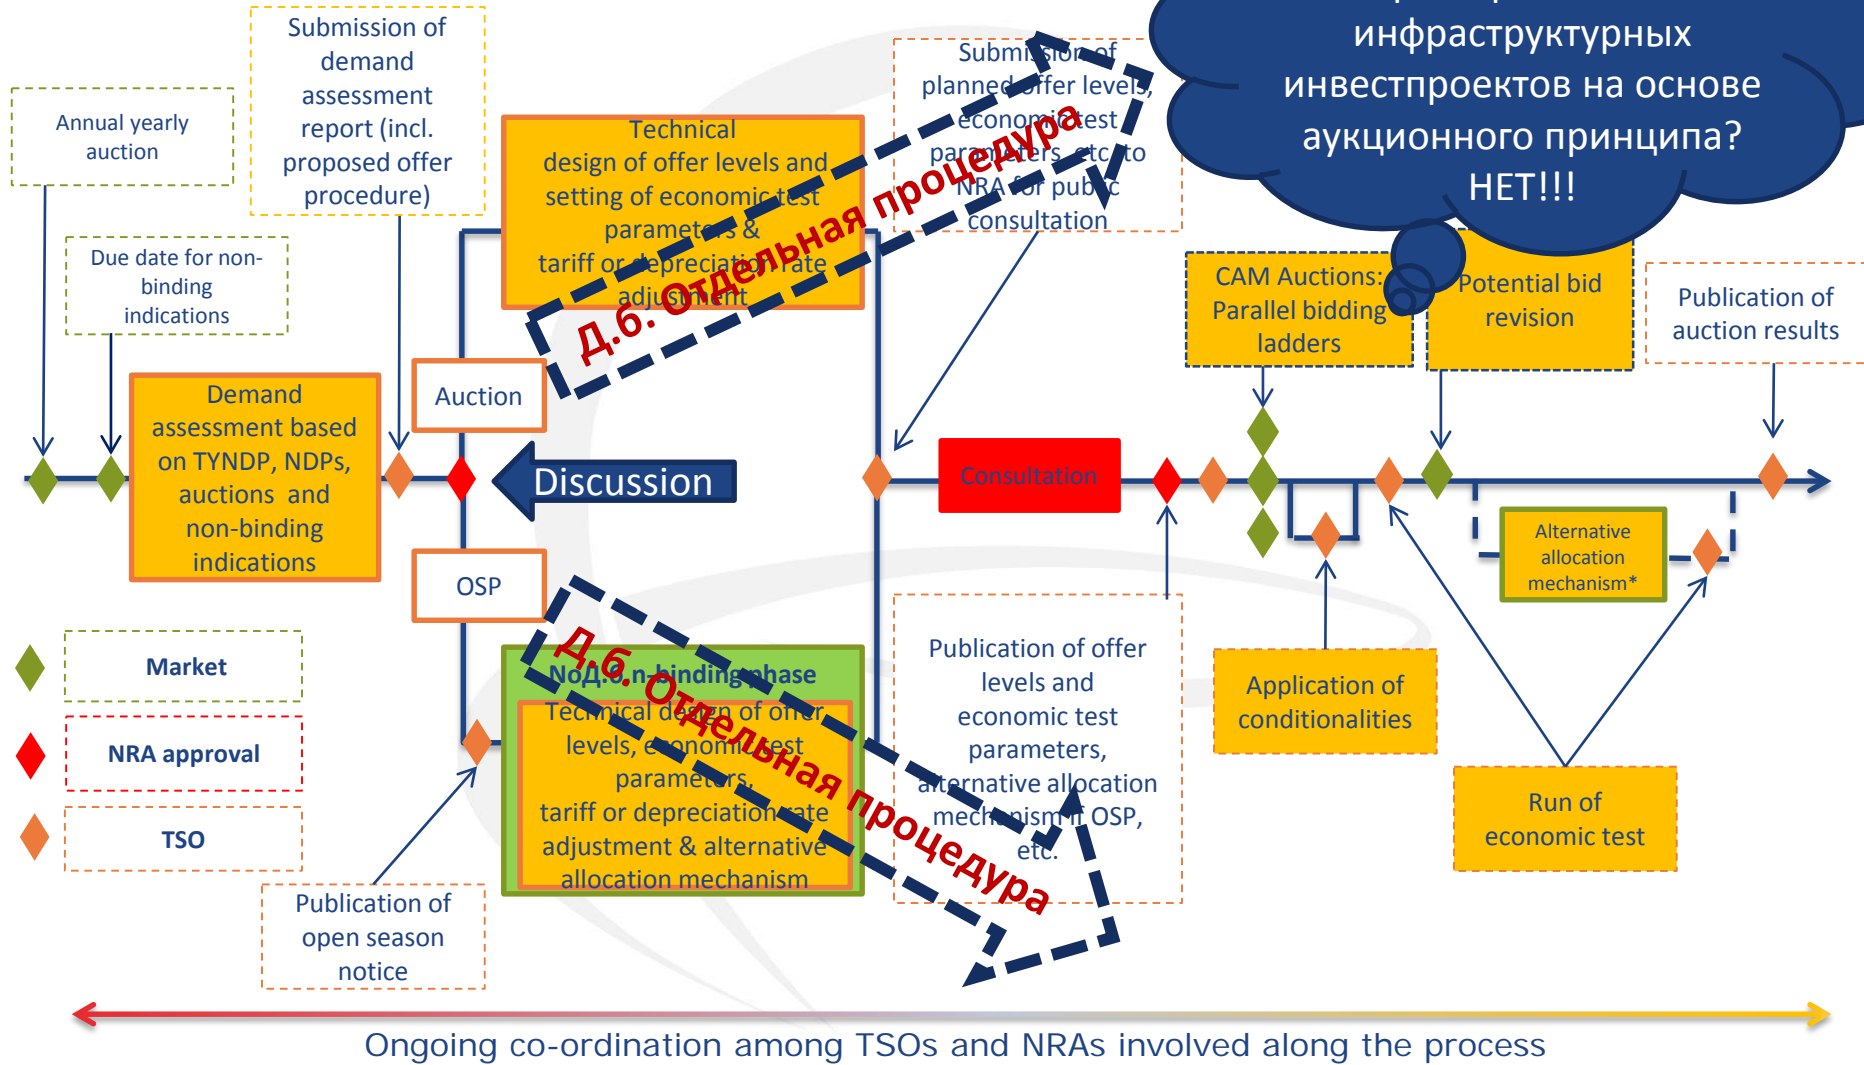 Submission of
demand
assessment
report (incl.
proposed offer
procedure)
Annual yearly
auction
Due date for non-
binding
indications
Demand
assessment based
on TYNDP, NDPs,
auctions and
non-binding
indications
Auction
OSP
Discussion
Technical
design of offer levels and
setting of economic test
parameters &
tariff or depreciation rate
adjustment
Д.б. Отдельная процедура
Submission of
planned offer levels,
economic test
parameters, etc. to
NRA for public
consultation
инфраструктурных
инвестпроектов на основе
аукционного принципа?
НЕТ!!!
CAM Auctions:
Parallel bidding
ladders
Potential bid
revision
Publication of
auction results
Consultation
Alternative
allocation
mechanism*
NoД.б.n-binding phase
Technical design of offer
levels, economic test
parameters,
tariff or depreciation rate
adjustment & alternative
allocation mechanism
Д.б. Отдельная процедура
Publication of offer
levels and
economic test
parameters,
alternative allocation
mechanism if OSP,
etc.
Application of
conditionalities
Run of
economic test
Market
NRA approval
TSO
Publication of
open season
notice
Ongoing co-ordination among TSOs and NRAs involved along the process